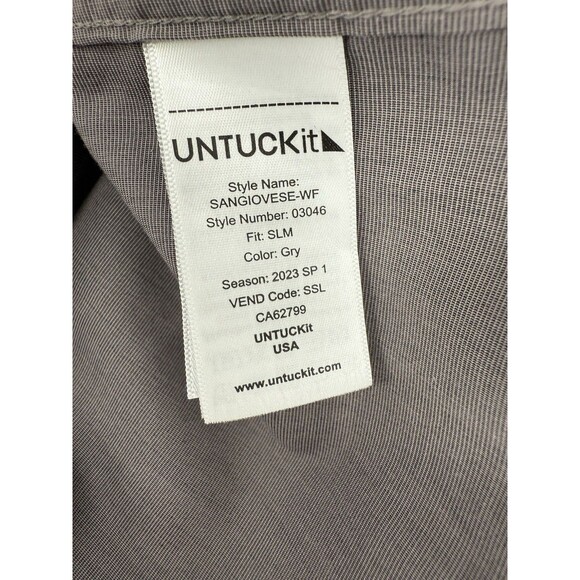 UNTUCKit
Style Name:
SANGIOVESE-WF
Style Number: 03046
Fit: SLM
Color: Gry
Season: 2023 SP 1
VEND Code: SSL
CA62799
UNTUCKit
USA
www.untuckit.com